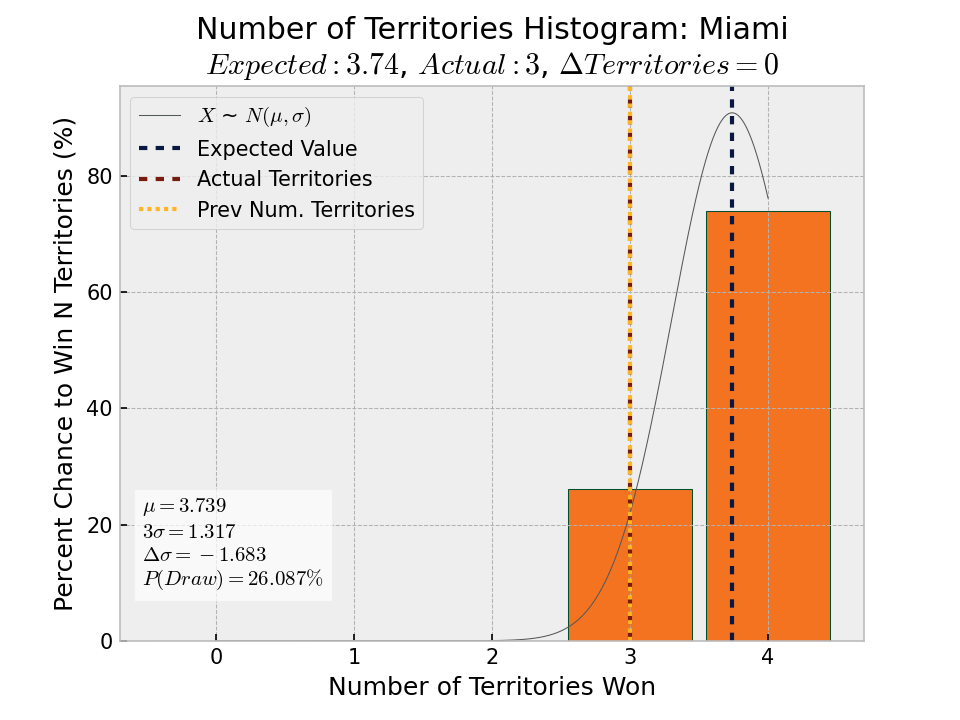 Number of Territories Histogram: Miami
Expected : 3.74, Actual : 3, ΔTerritories = 0
X ~ N(μ, σ)
Expected Value
Actual Territories
Prev Num. Territories
Percent Chance to Win N Territories (%)
80
60
40
20
0
μ = 3.739
3σ = 1.317
Δσ = −1.683
P(Draw) = 26.087%
0 1 2 3 4
Number of Territories Won